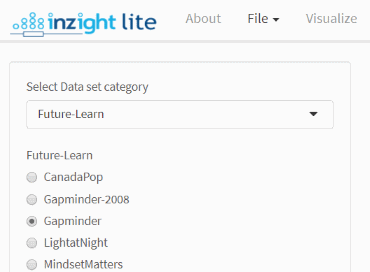 inzight lite
About
File
Visualize
Select Data set category
Future-Learn
Future-Learn
CanadaPop
Gapminder-2008
Gapminder
LightatNight
MindsetMatters